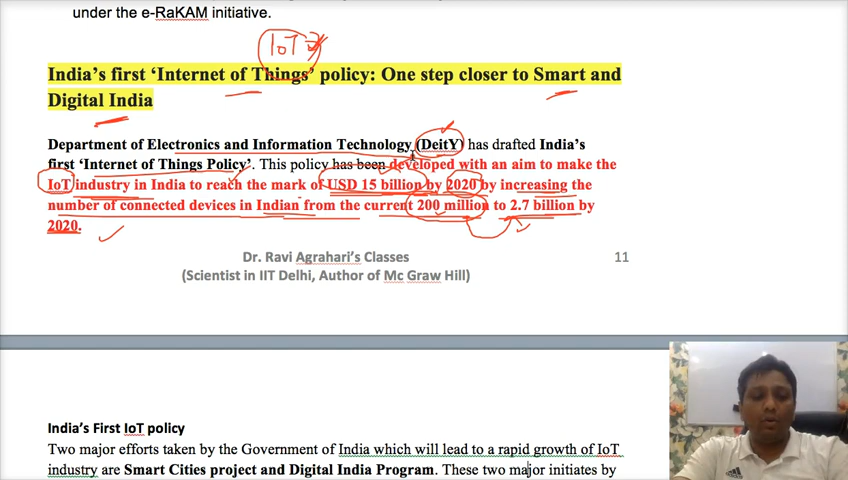 under the e-RaKAM initiative.
IoT
India's first 'Internet of Things' policy: One step closer to Smart and
Digital India
Department of Electronics and Information Technology (DeitY) has drafted India's
first 'Internet of Things Policy'. This policy has been developed with an aim to make the
IoT industry in India to reach the mark of USD 15 billion by 2020 by increasing the
number of connected devices in Indian from the current 200 million to 2.7 billion by
2020.
Dr. Ravi Agrahari's Classes 11
(Scientist in IIT Delhi, Author of Mc Graw Hill)
India's First IoT policy
Two major efforts taken by the Government of India which will lead to a rapid growth of IoT
industry are Smart Cities project and Digital India Program. These two major initiates by